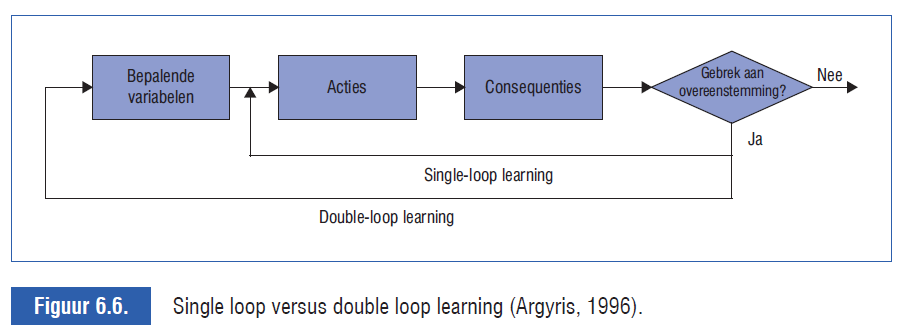 Bepalende
variabelen
Acties
Consequenties
Gebrek aan
overeenstemming?
Nee
Ja
Single-loop learning
Double-loop learning
Figuur 6.6. Single loop versus double loop learning (Argyris, 1996).